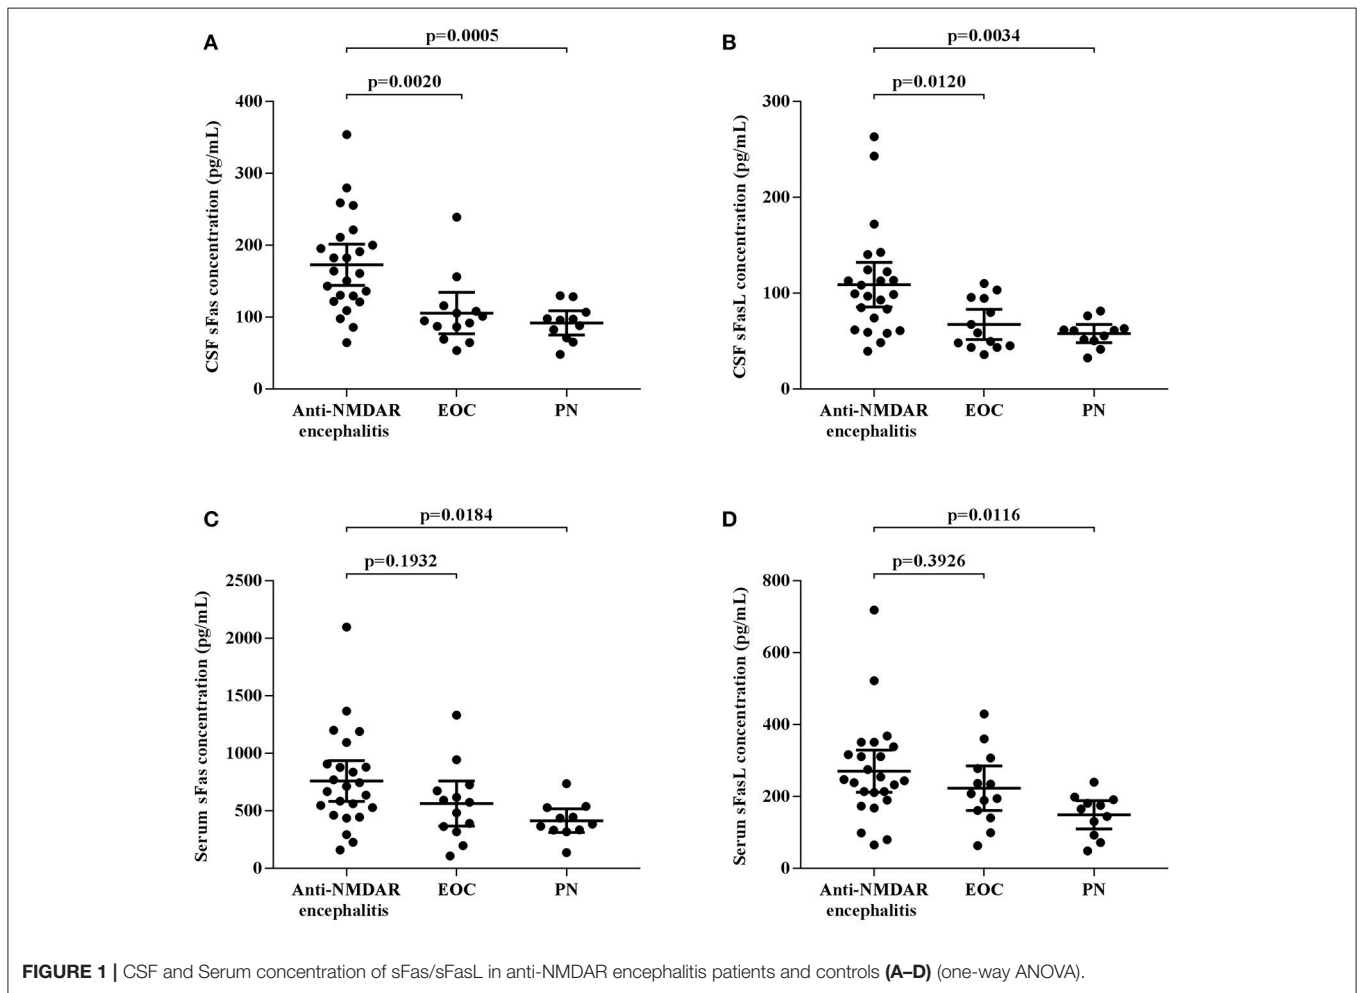 A
p=0.0005
p=0.0020
CSF sFas concentration (pg/mL)
400
300
200
100
0
Anti-NMDAR
encephalitis
EOC
PN
B
p=0.0034
p=0.0120
CSF sFasL concentration (pg/mL)
300
200
100
0
Anti-NMDAR
encephalitis
EOC
PN
C
p=0.0184
p=0.1932
Serum sFas concentration (pg/mL)
2500
2000
1500
1000
500
0
Anti-NMDAR
encephalitis
EOC
PN
D
p=0.0116
p=0.3926
Serun sFasL concentration (pg/mL)
800
600
400
200
0
Anti-NMDAR
encephalitis
EOC
PN
FIGURE 1 | CSF and Serum concentration of sFas/sFasL in anti-NMDAR encephalitis patients and controls (A–D) (one-way ANOVA).